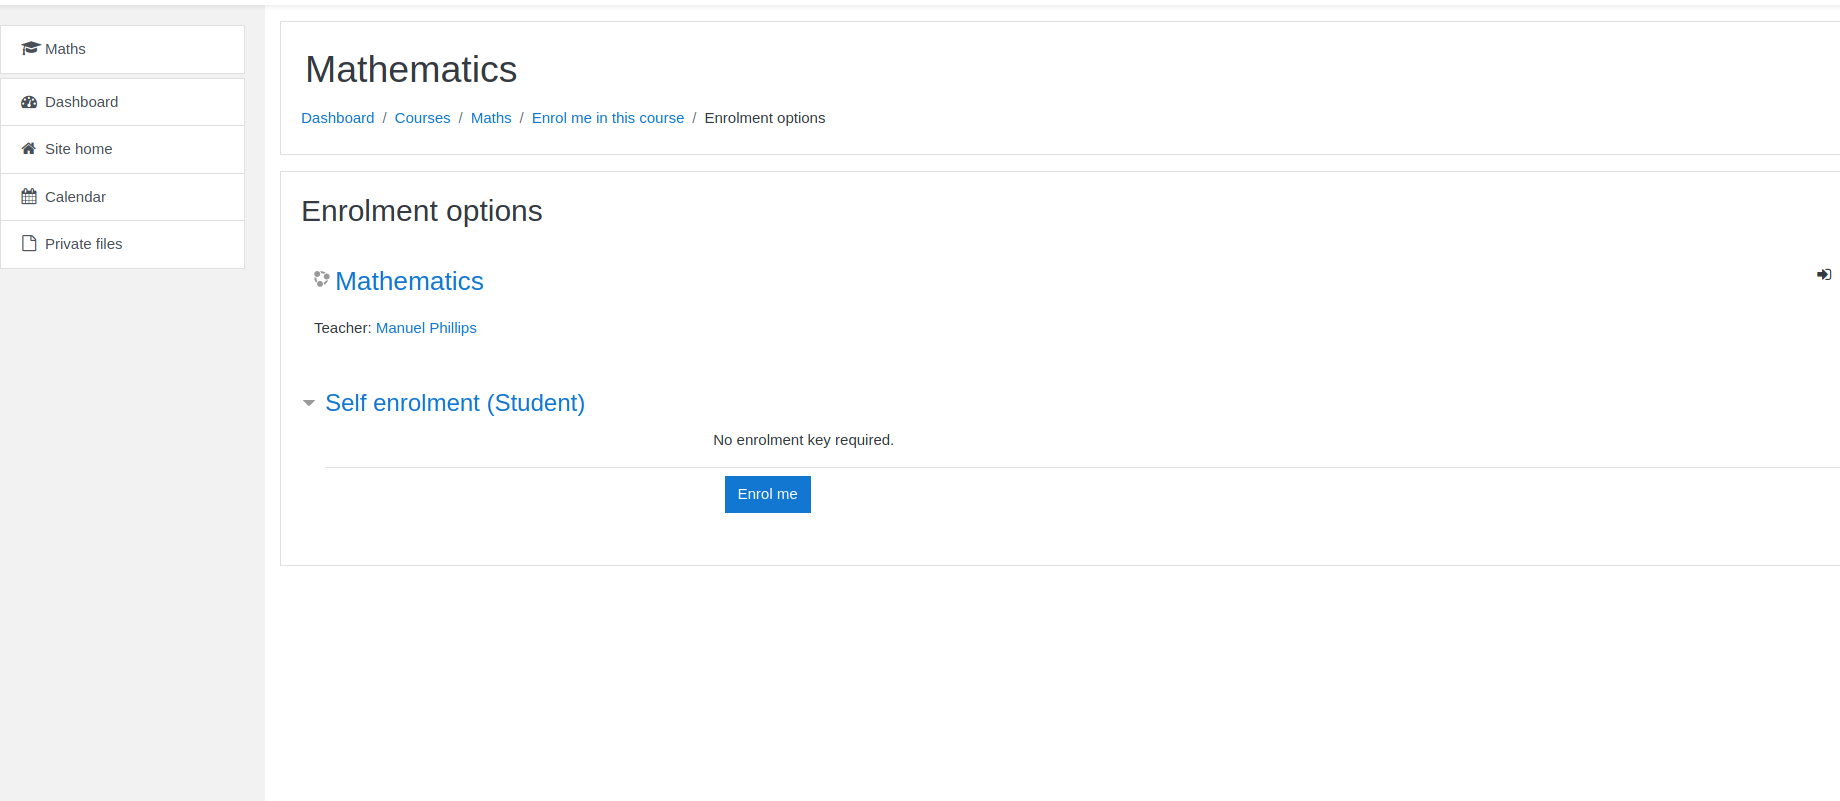 Maths
Dashboard
Site home
Calendar
Private files
Mathematics
Dashboard / Courses / Maths / Enrol me in this course / Enrolment options
Enrolment options
Mathematics
Teacher: Manuel Phillips
Self enrolment (Student)
No enrolment key required.
Enrol me